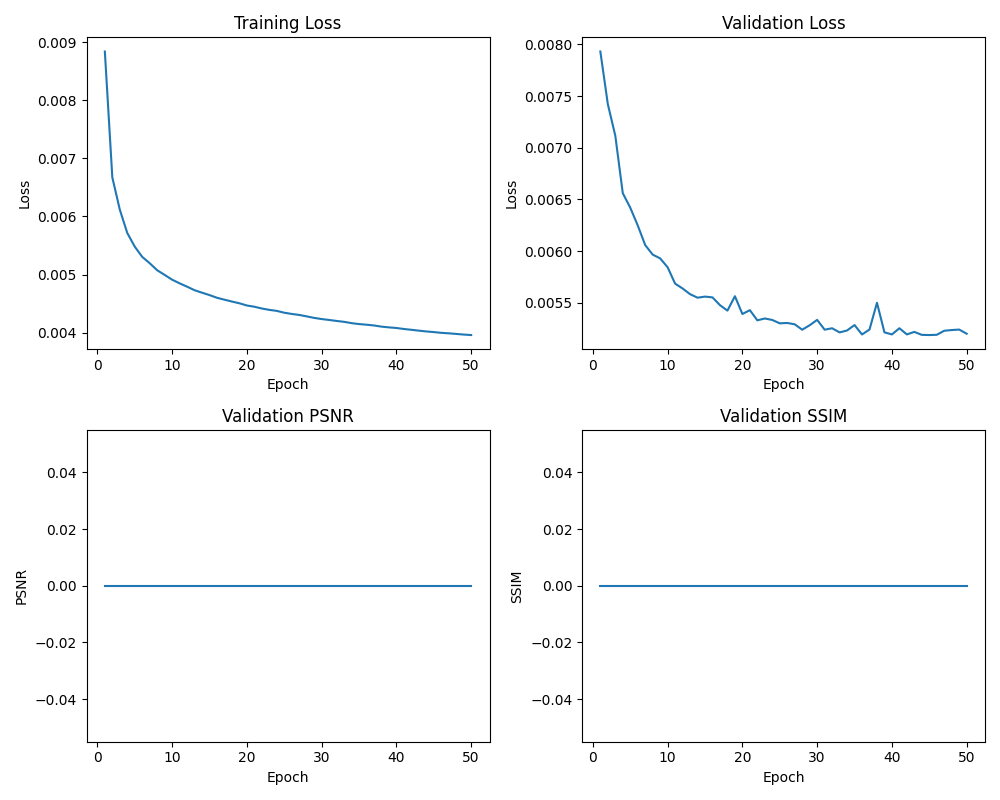 Training Loss
0.009
0.008
0.007
0.006
0.005
0.004
Loss
0 10 20 30 40 50
Epoch
Validation Loss
0.0080
0.0075
0.0070
0.0065
0.0060
0.0055
Loss
0 10 20 30 40 50
Epoch
Validation PSNR
0.04
0.02
0.00
−0.02
−0.04
PSNR
0 10 20 30 40 50
Epoch
Validation SSIM
0.04
0.02
0.00
−0.02
−0.04
SSIM
0 10 20 30 40 50
Epoch